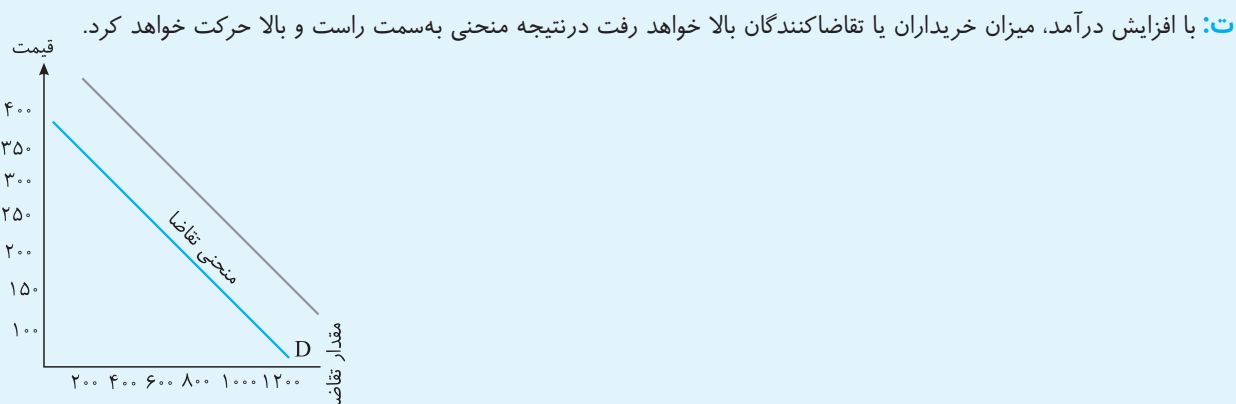 ت: با افزایش درآمد، میزان خریداران یا تقاضاکنندگان بالا خواهد رفت درنتیجه منحنی به‌سمت راست و بالا حرکت خواهد کرد.
قیمت
۴۰۰
۳۵۰
۳۰۰
۲۵۰
۲۰۰
۱۵۰
۱۰۰
منحنی تقاضا
D
مقدار تقاضا
۲۰۰ ۴۰۰ ۶۰۰ ۸۰۰ ۱۰۰۰ ۱۲۰۰